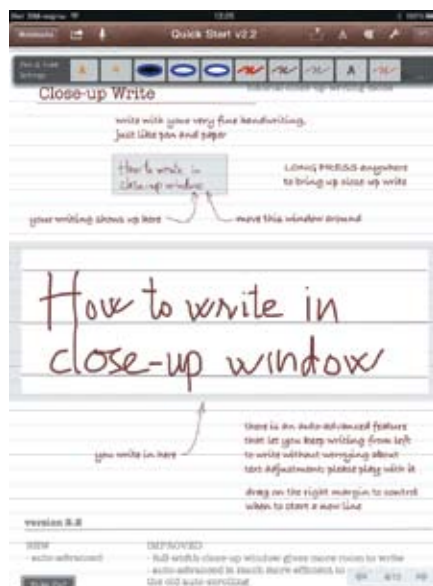 13:25
Quick Start v2.2
Close-up Write
write with your very fine handwriting,
just like pen and paper
How to write in
close-up window
LONG PRESS anywhere
to bring up close up write
your writing shows up here
move this window around
How to write in
close-up window
you write in here
there is an auto-advanced feature
that let you keep writing from left
to write without worrying about
text adjustment; please play with it
drag on the right margin to control
when to start a new line
version 2.2
NEW
- auto-advanced
IMPROVED
- full-width close-up window gives more room to write
- auto-advanced is much more efficient to
the old auto-scrolling